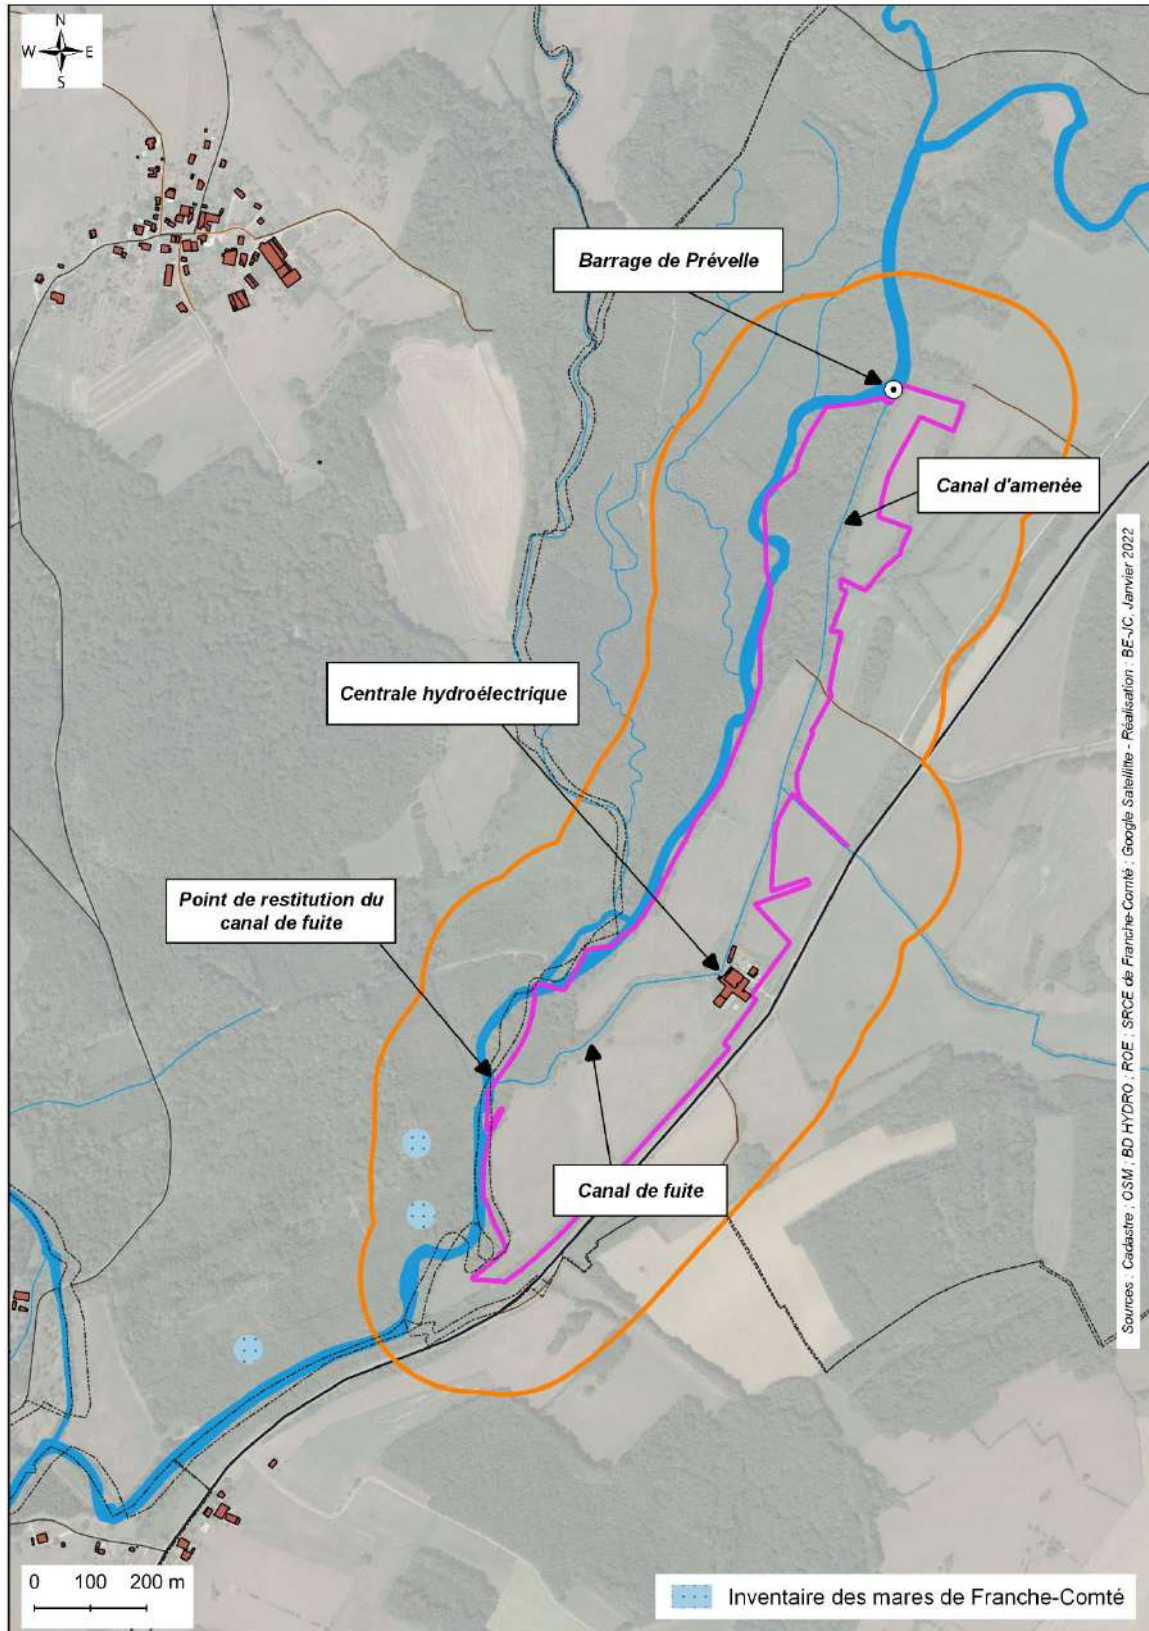 N
W E
S
Barrage de Prévelle
Canal d'amenée
Centrale hydroélectrique
Point de restitution du
canal de fuite
Canal de fuite
Sources : Cadastre ; OSM ; BD HYDRO ; ROE ; SRCE de Franche-Comté ; Google Satellitte - Réalisation : BE-JC, Janvier 2022
0 100 200 m
Inventaire des mares de Franche-Comté